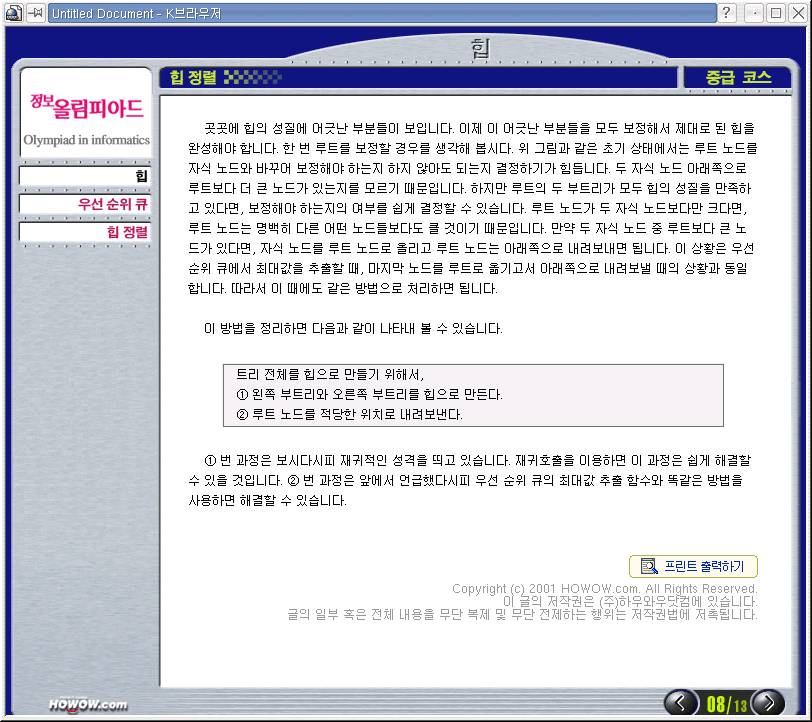 Untitled Document - K브라우저
힙
정보올림피아드
Olympiad in informatics
힙
우선 순위 큐
힙 정렬
힙 정렬
중급 코스
곳곳에 힙의 성질에 어긋난 부분들이 보입니다. 이제 이 어긋난 부분들을 모두 보정해서 제대로 된 힙을
완성해야 합니다. 한 번 루트를 보정할 경우를 생각해 봅시다. 위 그림과 같은 초기 상태에서는 루트 노드를
자식 노드와 바꾸어 보정해야 하는지 하지 않아도 되는지 결정하기가 힘듭니다. 두 자식 노드 아래쪽으로
루트보다 더 큰 노드가 있는지를 모르기 때문입니다. 하지만 루트의 두 부트리가 모두 힙의 성질을 만족하
고 있다면, 보정해야 하는지의 여부를 쉽게 결정할 수 있습니다. 루트 노드가 두 자식 노드보다만 크다면,
루트 노드는 명백히 다른 어떤 노드들보다도 클 것이기 때문입니다. 만약 두 자식 노드 중 루트보다 큰 노
드가 있다면, 자식 노드를 루트 노드로 올리고 루트 노드는 아래쪽으로 내려보내면 됩니다. 이 상황은 우선
순위 큐에서 최대값을 추출할 때, 마지막 노드를 루트로 옮기고서 아래쪽으로 내려보낼 때의 상황과 동일
합니다. 따라서 이 때에도 같은 방법으로 처리하면 됩니다.
이 방법을 정리하면 다음과 같이 나타내 볼 수 있습니다.
트리 전체를 힙으로 만들기 위해서,
① 왼쪽 부트리와 오른쪽 부트리를 힙으로 만든다.
② 루트 노드를 적당한 위치로 내려보낸다.
① 번 과정은 보시다시피 재귀적인 성격을 띄고 있습니다. 재귀호출을 이용하면 이 과정은 쉽게 해결할
수 있을 것입니다. ② 번 과정은 앞에서 언급했다시피 우선 순위 큐의 최대값 추출 함수와 똑같은 방법을
사용하면 해결할 수 있습니다.
프린트 출력하기
Copyright (c) 2001 HOWOW.com. All Rights Reserved.
이 글의 저작권은 (주)하우와우닷컴에 있습니다.
글의 일부 혹은 전체 내용을 무단 복제 및 무단 전제하는 행위는 저작권법에 저촉됩니다.
HOWOW.com
08/13